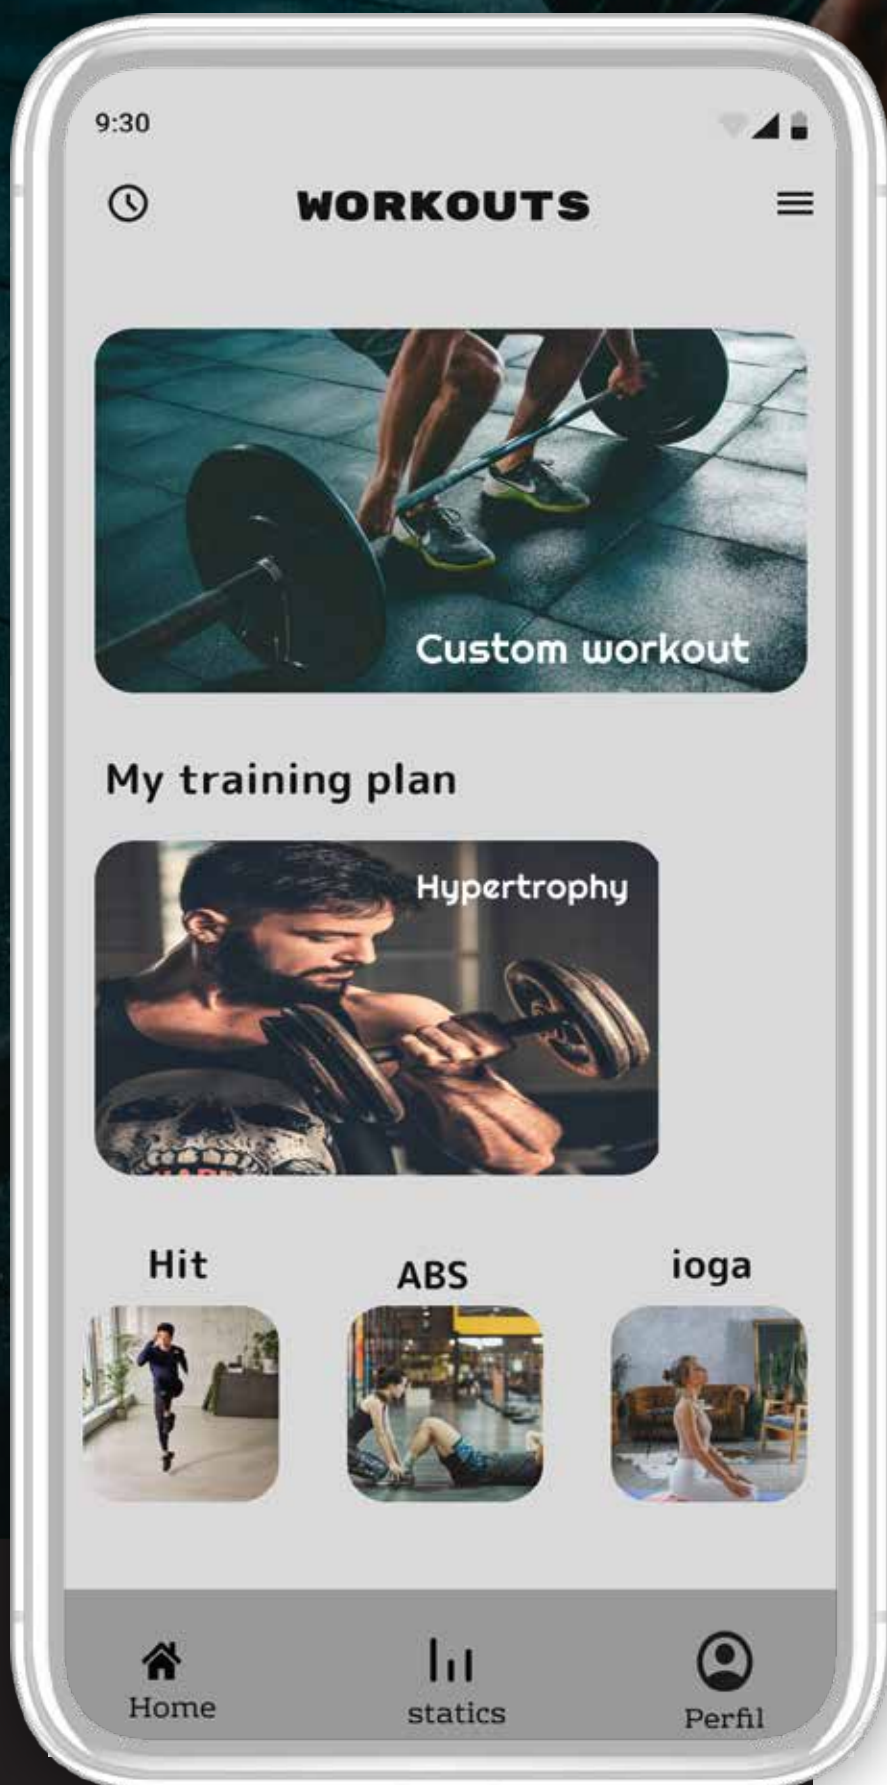 9:30
WORKOUTS
Custom workout
My training plan
Hypertrophy
Hit
ABS
ioga
Home
statics
Perfil